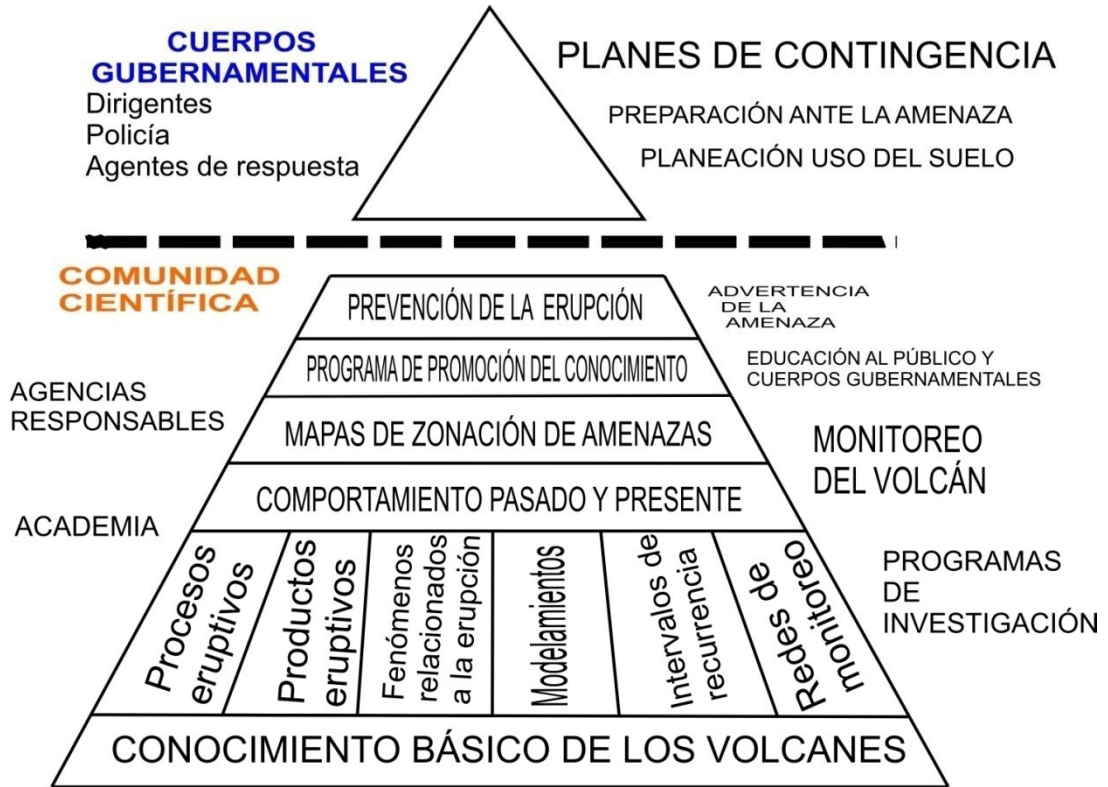 CUERPOS
GUBERNAMENTALES
Dirigentes
Policía
Agentes de respuesta
PLANES DE CONTINGENCIA
PREPARACIÓN ANTE LA AMENAZA
PLANEACIÓN USO DEL SUELO
COMUNIDAD
CIENTÍFICA
PREVENCIÓN DE LA ERUPCIÓN
ADVERTENCIA
DE LA
AMENAZA
PROGRAMA DE PROMOCIÓN DEL CONOCIMIENTO
EDUCACIÓN AL PÚBLICO Y
CUERPOS GUBERNAMENTALES
AGENCIAS
RESPONSABLES
MAPAS DE ZONACIÓN DE AMENAZAS
MONITOREO
DEL VOLCÁN
COMPORTAMIENTO PASADO Y PRESENTE
ACADEMIA
Procesos
eruptivos
Productos
eruptivos
Fenómenos
relacionados
a la erupción
Modelamientos
Intervalos de
recurrencia
Redes de
monitoreo
PROGRAMAS
DE
INVESTIGACIÓN
CONOCIMIENTO BÁSICO DE LOS VOLCANES